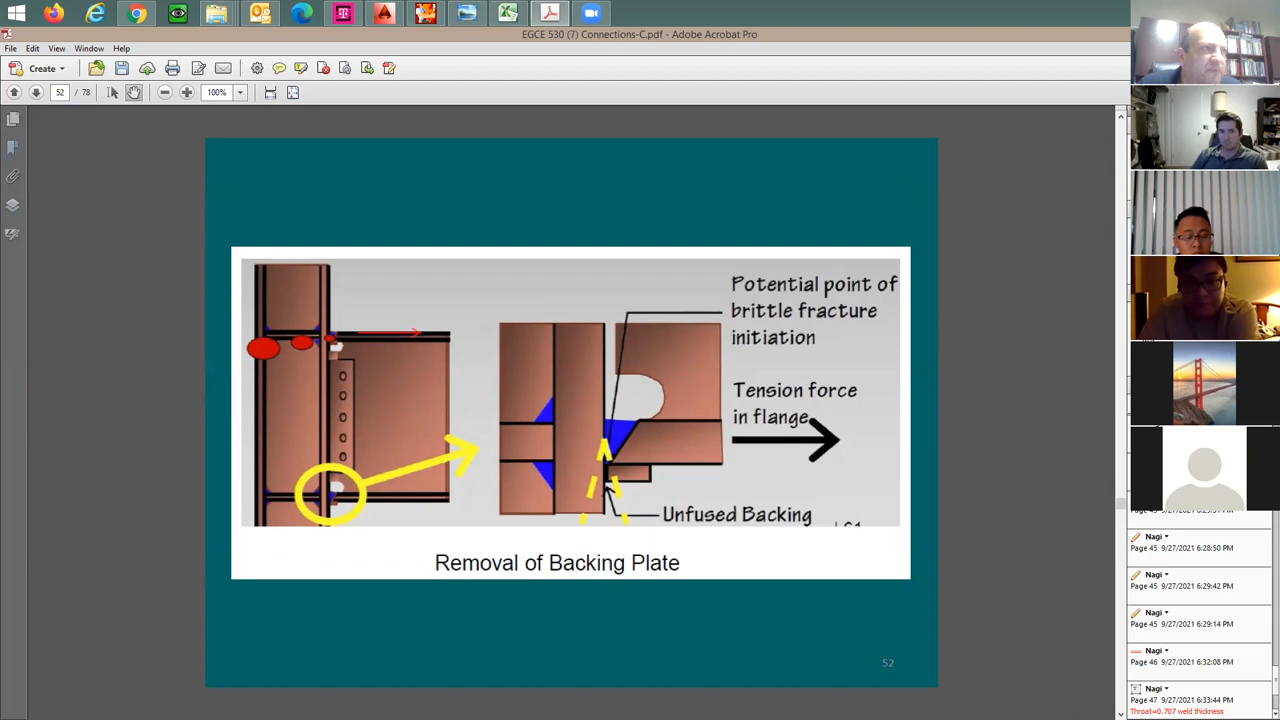 EGCE 530 (7) Connections-C.pdf - Adobe Acrobat Pro
File Edit View Window Help
Create
52 / 78 100%
Potential point of
brittle fracture
initiation
Tension force
in flange
Unfused Backing
Removal of Backing Plate
52
Nagi
Page 45 9/27/2021 6:28:50 PM
Nagi
Page 45 9/27/2021 6:29:42 PM
Nagi
Page 45 9/27/2021 6:29:14 PM
Nagi
Page 46 9/27/2021 6:32:08 PM
Nagi
Page 47 9/27/2021 6:33:44 PM
Throat=0.707 weld thickness